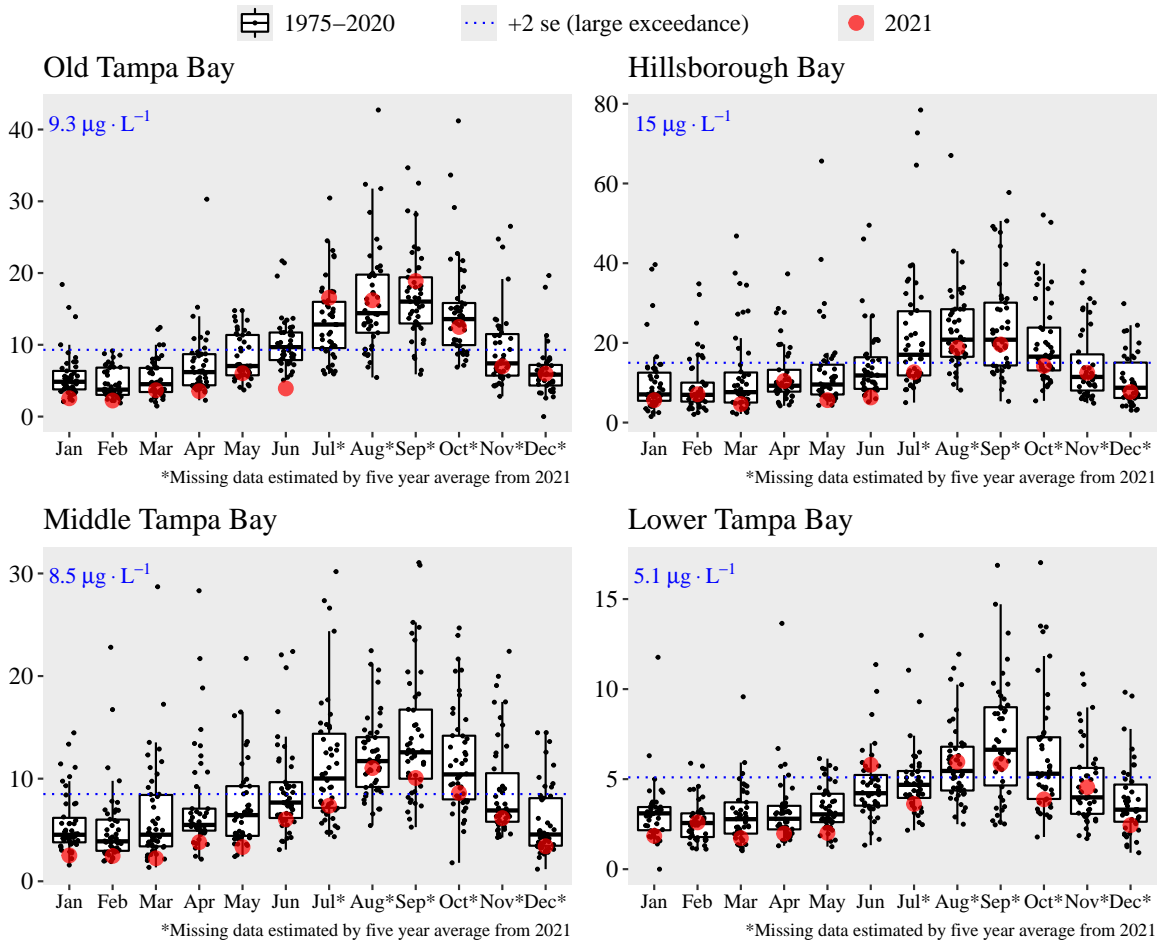 1975–2020 +2 se (large exceedance) 2021
Old Tampa Bay
9.3 μg · L⁻¹
40
30
20
10
0
Jan Feb Mar Apr May Jun Jul* Aug* Sep* Oct* Nov* Dec*
*Missing data estimated by five year average from 2021
Hillsborough Bay
15 μg · L⁻¹
80
60
40
20
0
Jan Feb Mar Apr May Jun Jul* Aug* Sep* Oct* Nov* Dec*
*Missing data estimated by five year average from 2021
Middle Tampa Bay
8.5 μg · L⁻¹
30
20
10
0
Jan Feb Mar Apr May Jun Jul* Aug* Sep* Oct* Nov* Dec*
*Missing data estimated by five year average from 2021
Lower Tampa Bay
5.1 μg · L⁻¹
15
10
5
0
Jan Feb Mar Apr May Jun Jul* Aug* Sep* Oct* Nov* Dec*
*Missing data estimated by five year average from 2021